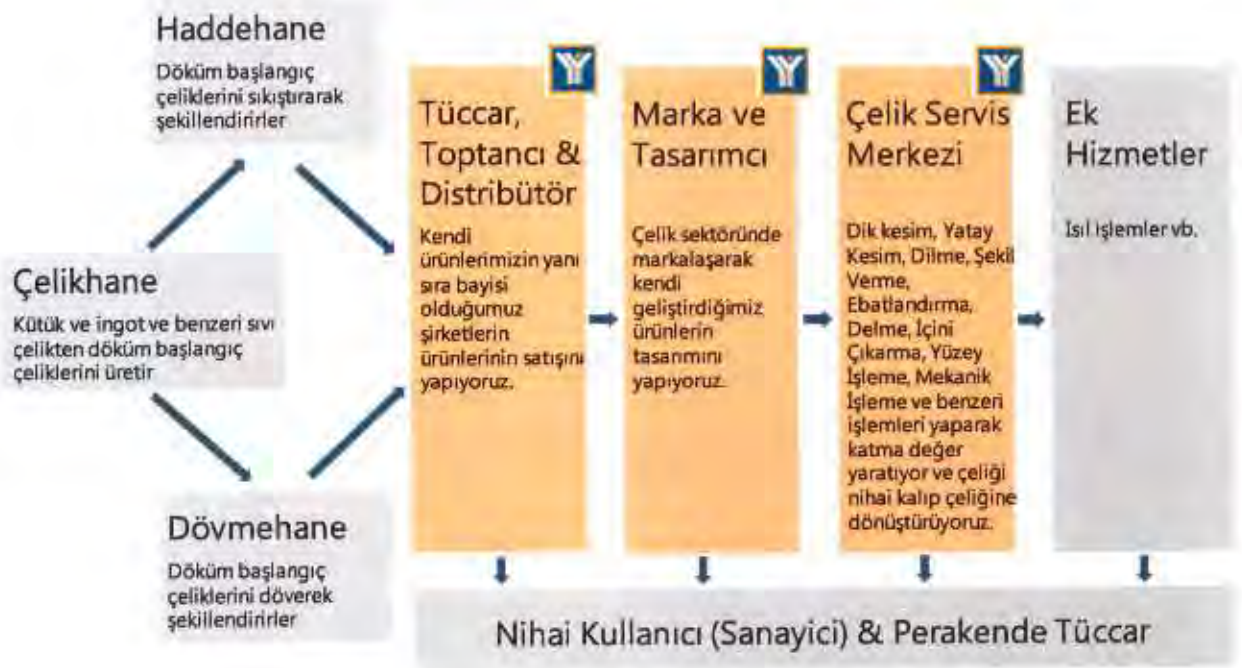 Haddehane
Döküm başlangıç
çeliklerini sıkıştırarak
şekillendirirler
Çelikhane
Kütük ve ingot ve benzeri sıvı
çelikten döküm başlangıç
çeliklerini üretir
Dövmehane
Döküm başlangıç
çeliklerini döverek
şekillendirirler
Tüccar,
Toptancı &
Distribütör
Kendi
ürünlerimizin yanı
sıra bayisi
olduğumuz
şirketlerin
ürünlerinin satışını
yapıyoruz.
Marka ve
Tasarımcı
Çelik sektöründe
markalaşarak
kendi
geliştirdiğimiz
ürünlerin
tasarımını
yapıyoruz.
Çelik Servis
Merkezi
Dik kesim, Yatay
Kesim, Dilme, Şekil
Verme,
Ebatlandırma,
Delme, İçini
Çıkarma, Yüzey
İşleme, Mekanik
İşleme ve benzeri
işlemleri yaparak
katma değer
yaratıyor ve çeliği
nihai kalıp çeliğine
dönüştürüyoruz.
Ek
Hizmetler
Isıl işlemler vb.
Nihai Kullanıcı (Sanayici) & Perakende Tüccar